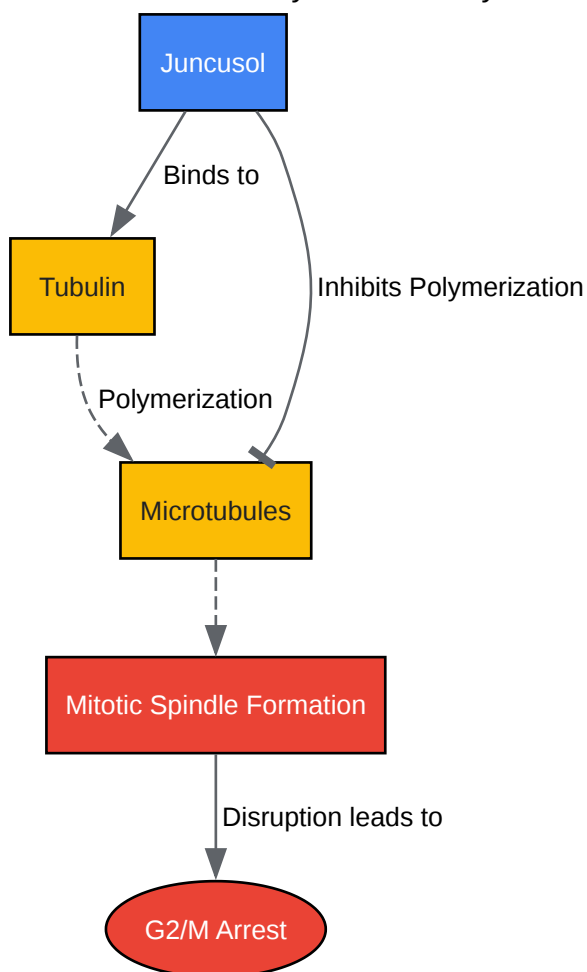 Juncusol
Binds to
Tubulin
Inhibits Polymerization
Polymerization
Microtubules
Mitotic Spindle Formation
Disruption leads to
G2/M Arrest